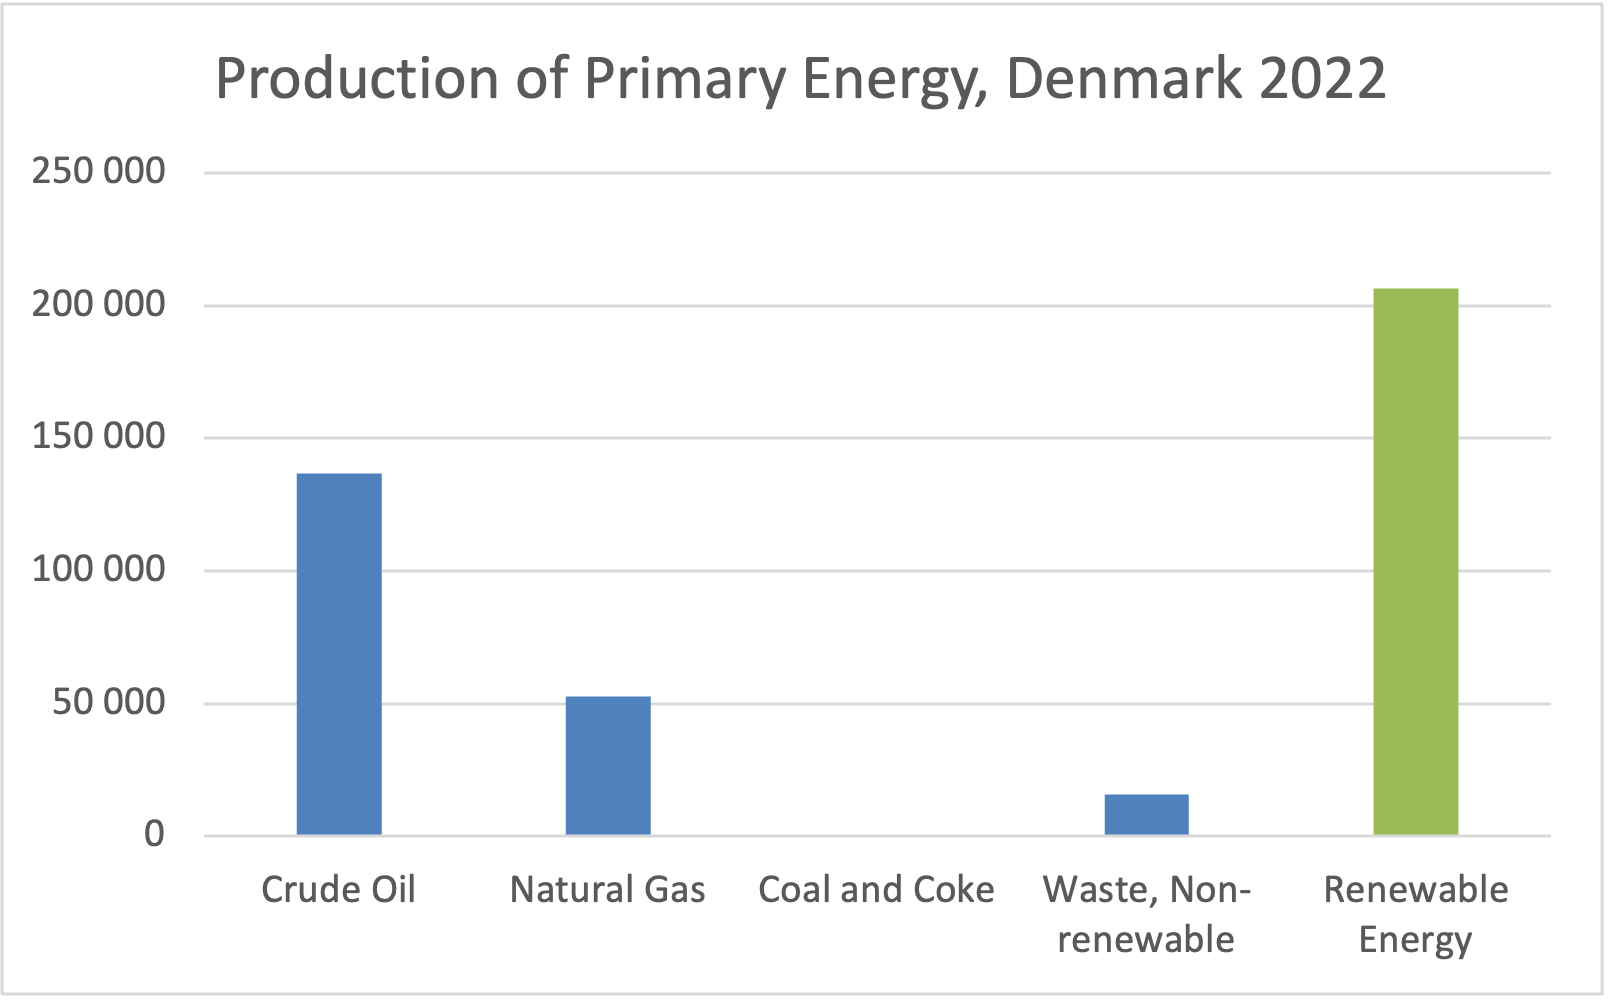 Production of Primary Energy, Denmark 2022
250 000
200 000
150 000
100 000
50 000
0
Crude Oil
Natural Gas
Coal and Coke
Waste, Non-
renewable
Renewable
Energy